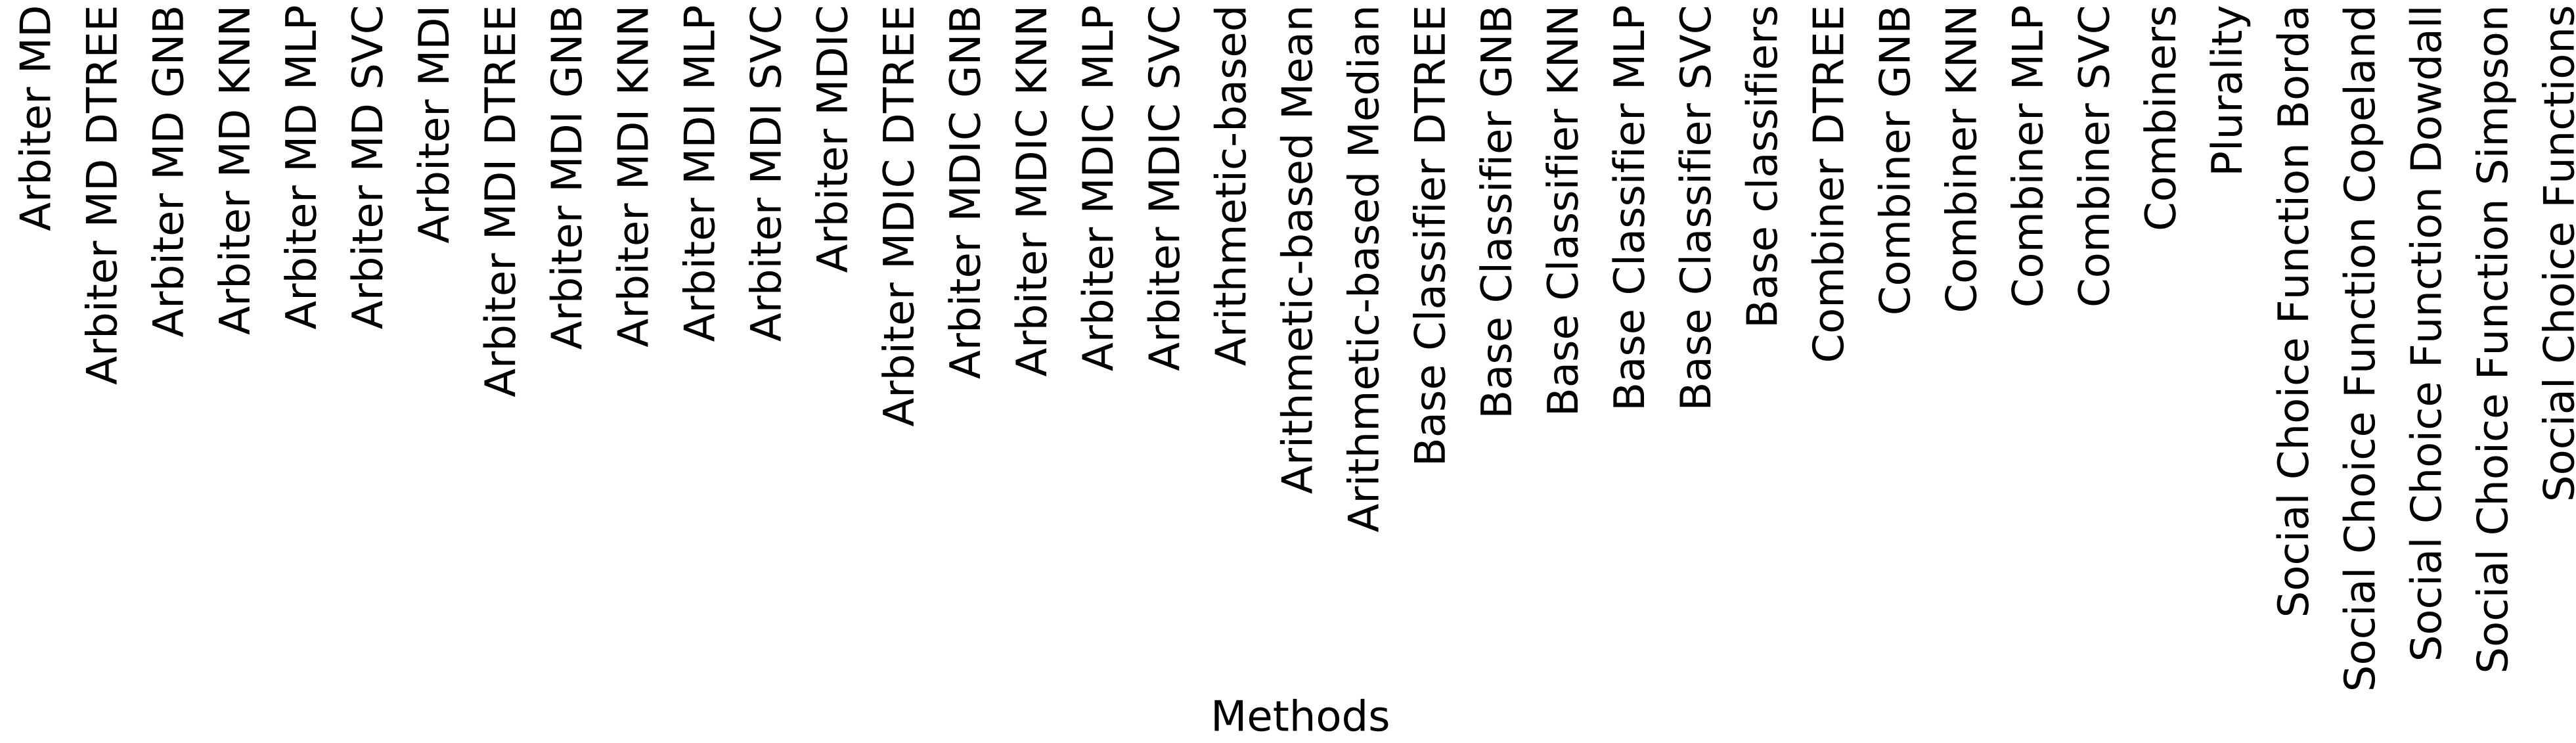 Arbiter MD
Arbiter MD DTREE
Arbiter MD GNB
Arbiter MD KNN
Arbiter MD MLP
Arbiter MD SVC
Arbiter MDI
Arbiter MDI DTREE
Arbiter MDI GNB
Arbiter MDI KNN
Arbiter MDI MLP
Arbiter MDI SVC
Arbiter MDIC
Arbiter MDIC DTREE
Arbiter MDIC GNB
Arbiter MDIC KNN
Arbiter MDIC MLP
Arbiter MDIC SVC
Arithmetic-based
Arithmetic-based Mean
Arithmetic-based Median
Base Classifier DTREE
Base Classifier GNB
Base Classifier KNN
Base Classifier MLP
Base Classifier SVC
Base classifiers
Combiner DTREE
Combiner GNB
Combiner KNN
Combiner MLP
Combiner SVC
Combiners
Plurality
Social Choice Function Borda
Social Choice Function Copeland
Social Choice Function Dowdall
Social Choice Function Simpson
Social Choice Functions
Methods